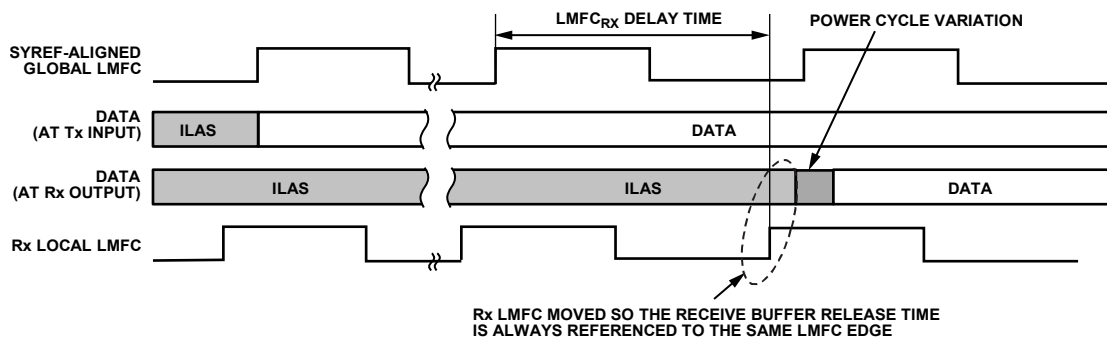 LMFCRX DELAY TIME
POWER CYCLE VARIATION
SYREF-ALIGNED
GLOBAL LMFC
DATA
(AT Tx INPUT)
ILAS
DATA
DATA
(AT Rx OUTPUT)
ILAS
ILAS
DATA
Rx LOCAL LMFC
Rx LMFC MOVED SO THE RECEIVE BUFFER RELEASE TIME
IS ALWAYS REFERENCED TO THE SAME LMFC EDGE